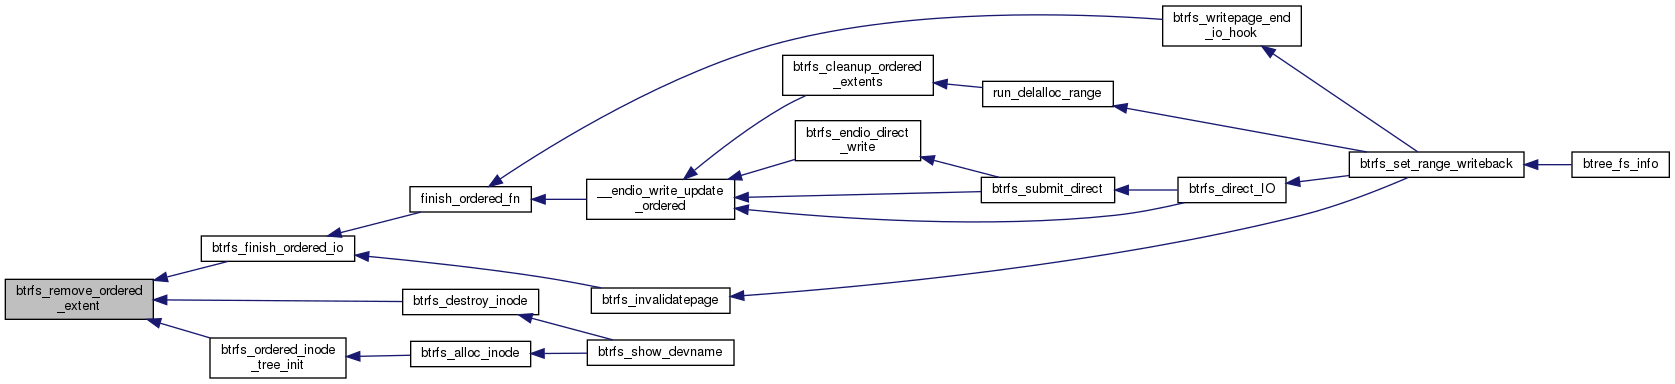 btrfs_writepage_end
_io_hook
btrfs_cleanup_ordered
_extents
run_delalloc_range
btrfs_endio_direct
_write
btrfs_set_range_writeback
btree_fs_info
finish_ordered_fn
__endio_write_update
_ordered
btrfs_submit_direct
btrfs_direct_IO
btrfs_finish_ordered_io
btrfs_remove_ordered
_extent
btrfs_destroy_inode
btrfs_invalidatepage
btrfs_ordered_inode
_tree_init
btrfs_alloc_inode
btrfs_show_devname